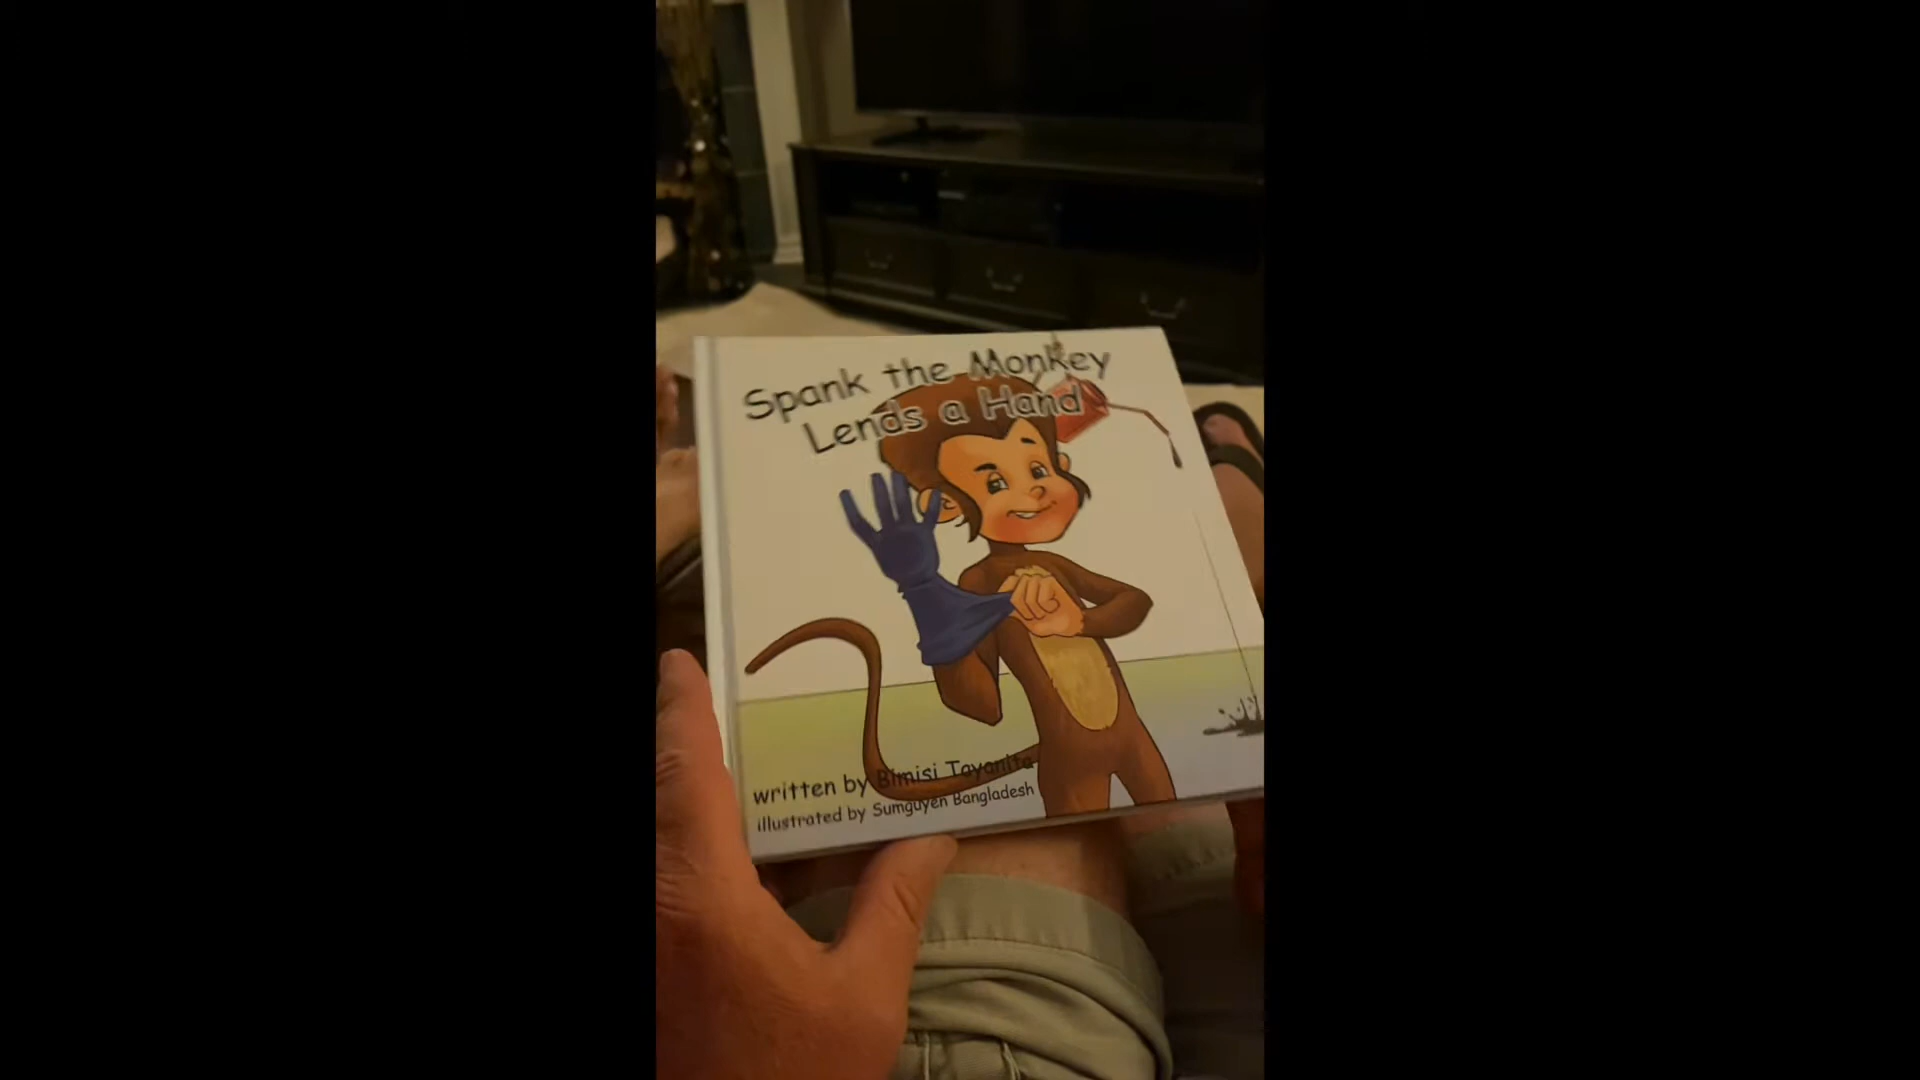 Spank the Monkey
Lends a Hand
written by Bimisi Tayanita
illustrated by Sumguyen Bangladesh